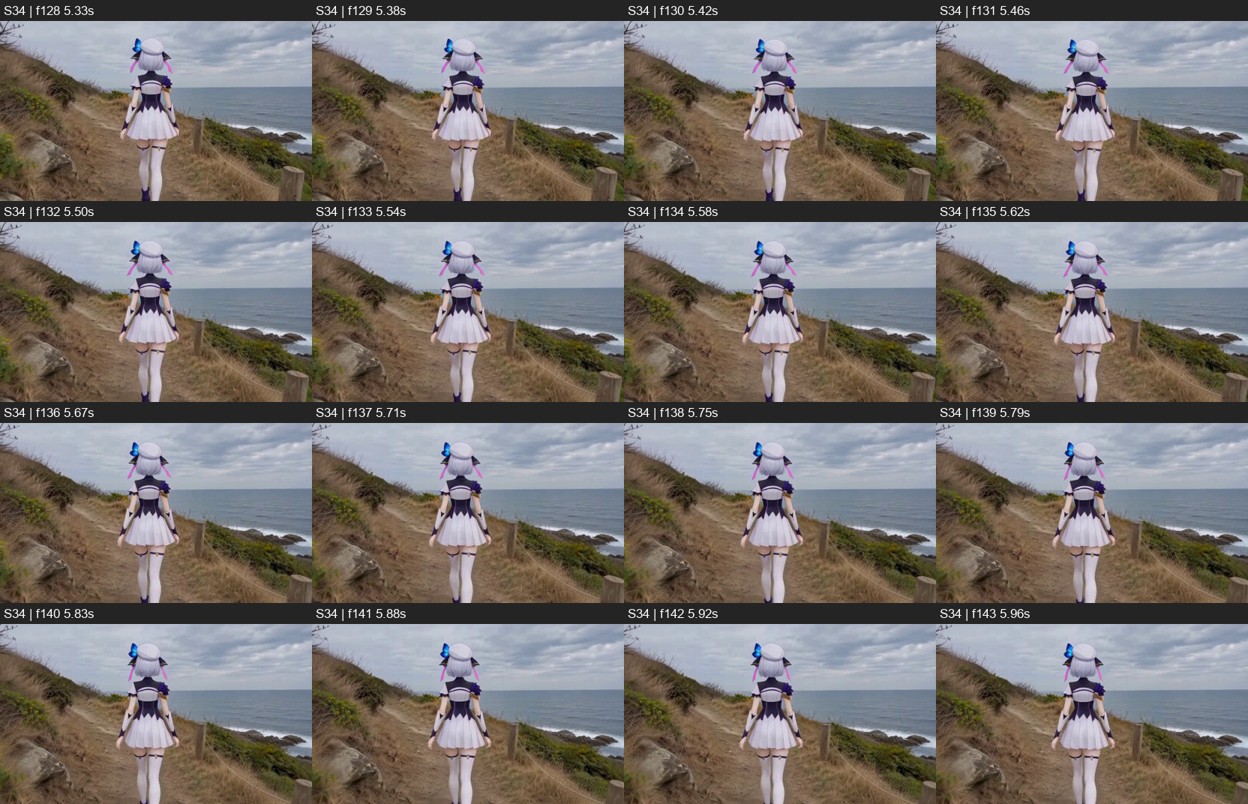 S34 | f128 5.33s
S34 | f129 5.38s
S34 | f130 5.42s
S34 | f131 5.46s
S34 | f132 5.50s
S34 | f133 5.54s
S34 | f134 5.58s
S34 | f135 5.62s
S34 | f136 5.67s
S34 | f137 5.71s
S34 | f138 5.75s
S34 | f139 5.79s
S34 | f140 5.83s
S34 | f141 5.88s
S34 | f142 5.92s
S34 | f143 5.96s